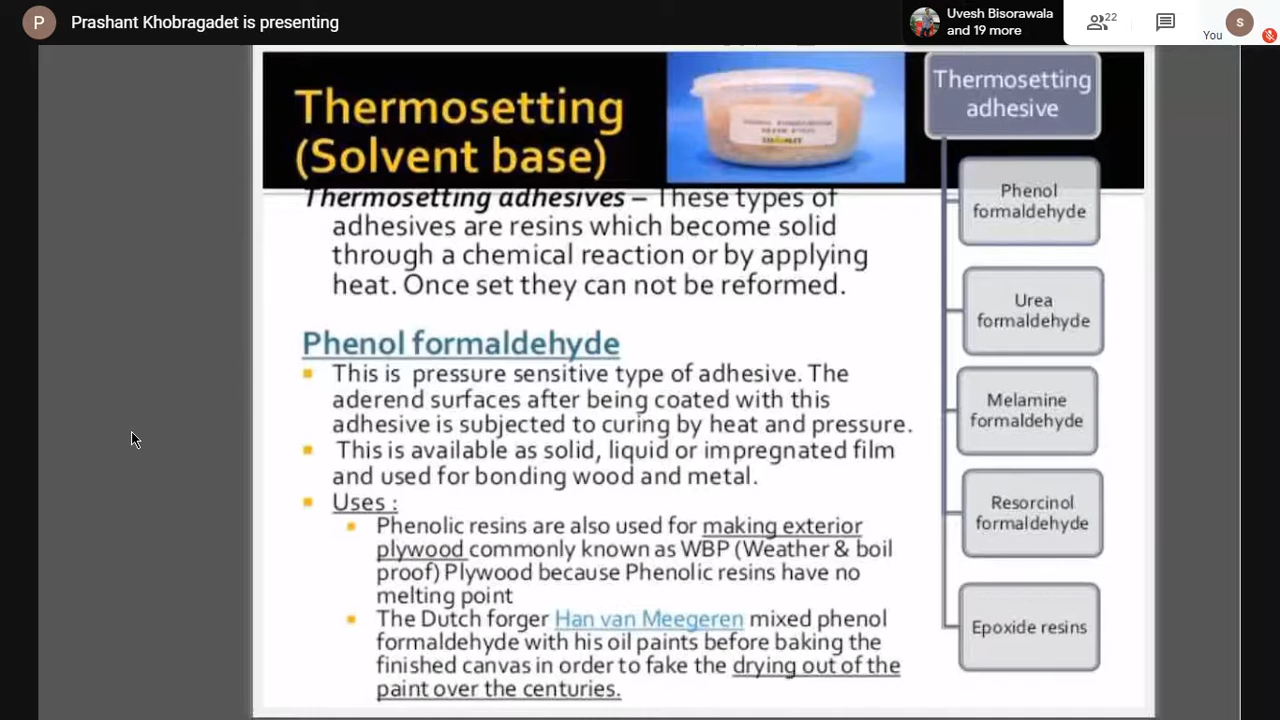 P
Prashant Khobragadet is presenting
Uvesh Bisorawala
and 19 more
22
You
S
Thermosetting
(Solvent base)
Thermosetting adhesives – These types of
adhesives are resins which become solid
through a chemical reaction or by applying
heat. Once set they can not be reformed.
Phenol formaldehyde
This is pressure sensitive type of adhesive. The
aderend surfaces after being coated with this
adhesive is subjected to curing by heat and pressure.
This is available as solid, liquid or impregnated film
and used for bonding wood and metal.
Uses :
Phenolic resins are also used for making exterior
plywood commonly known as WBP (Weather & boil
proof) Plywood because Phenolic resins have no
melting point
The Dutch forger Han van Meegeren mixed phenol
formaldehyde with his oil paints before baking the
finished canvas in order to fake the drying out of the
paint over the centuries.
Thermosetting
adhesive
Phenol
formaldehyde
Urea
formaldehyde
Melamine
formaldehyde
Resorcinol
formaldehyde
Epoxide resins